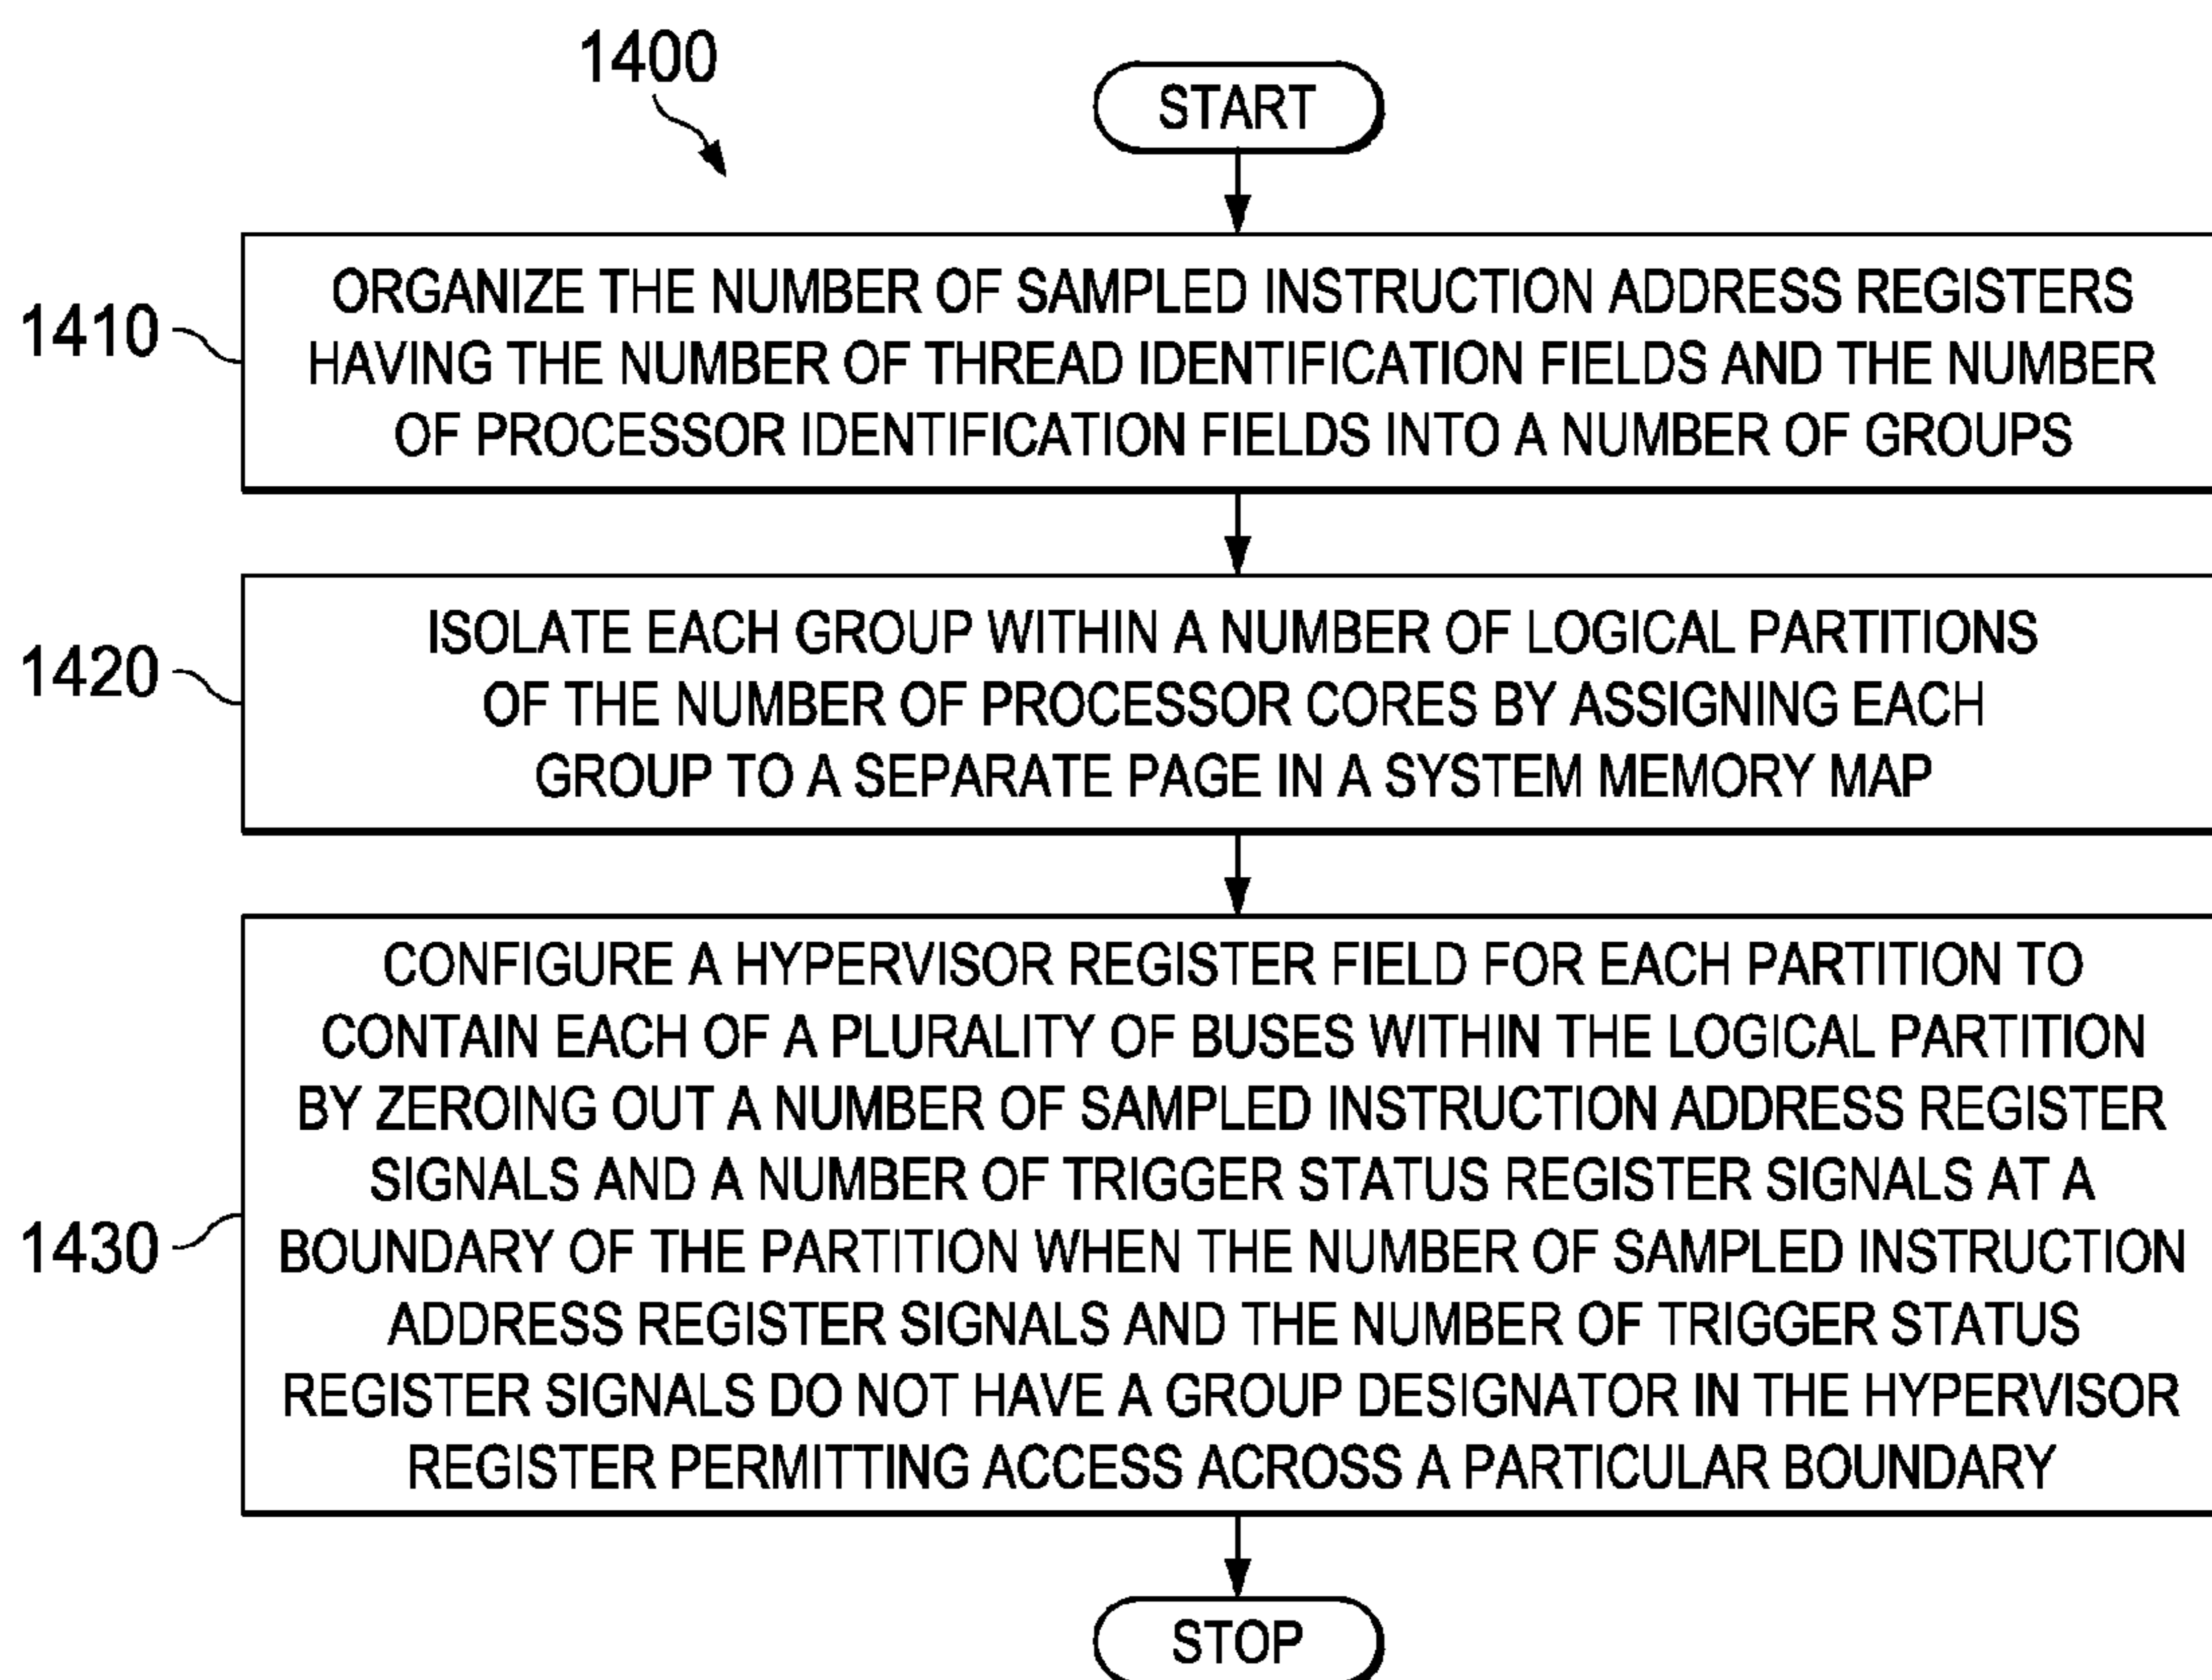 1400
START
1410
ORGANIZE THE NUMBER OF SAMPLED INSTRUCTION ADDRESS REGISTERS
HAVING THE NUMBER OF THREAD IDENTIFICATION FIELDS AND THE NUMBER
OF PROCESSOR IDENTIFICATION FIELDS INTO A NUMBER OF GROUPS
1420
ISOLATE EACH GROUP WITHIN A NUMBER OF LOGICAL PARTITIONS
OF THE NUMBER OF PROCESSOR CORES BY ASSIGNING EACH
GROUP TO A SEPARATE PAGE IN A SYSTEM MEMORY MAP
1430
CONFIGURE A HYPERVISOR REGISTER FIELD FOR EACH PARTITION TO
CONTAIN EACH OF A PLURALITY OF BUSES WITHIN THE LOGICAL PARTITION
BY ZEROING OUT A NUMBER OF SAMPLED INSTRUCTION ADDRESS REGISTER
SIGNALS AND A NUMBER OF TRIGGER STATUS REGISTER SIGNALS AT A
BOUNDARY OF THE PARTITION WHEN THE NUMBER OF SAMPLED INSTRUCTION
ADDRESS REGISTER SIGNALS AND THE NUMBER OF TRIGGER STATUS
REGISTER SIGNALS DO NOT HAVE A GROUP DESIGNATOR IN THE HYPERVISOR
REGISTER PERMITTING ACCESS ACROSS A PARTICULAR BOUNDARY
STOP